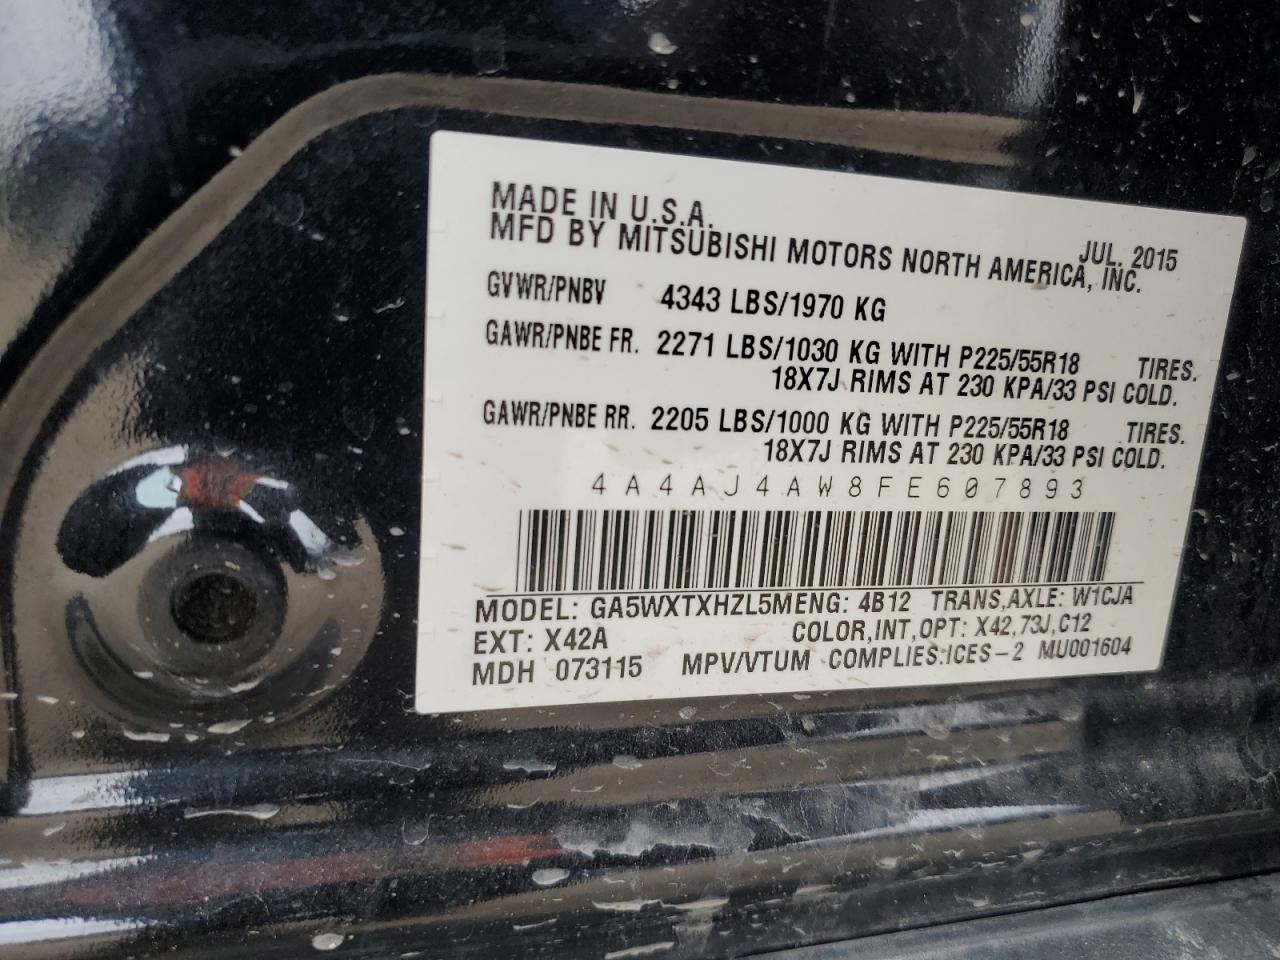 MADE IN U.S.A.
MFD BY MITSUBISHI MOTORS NORTH AMERICA, INC. JUL. 2015
GVWR/PNBV 4343 LBS/1970 KG
GAWR/PNBE FR. 2271 LBS/1030 KG WITH P225/55R18 TIRES.
18X7J RIMS AT 230 KPA/33 PSI COLD.
GAWR/PNBE RR. 2205 LBS/1000 KG WITH P225/55R18 TIRES.
18X7J RIMS AT 230 KPA/33 PSI COLD.
4A4AJ4AW8FE607893
MODEL: GA5WXTXHZL5MENG: 4B12 TRANS,AXLE: W1CJA
EXT: X42A COLOR,INT,OPT: X42,73J,C12
MDH 073115 MPV/VTUM COMPLIES:ICES-2 MU001604